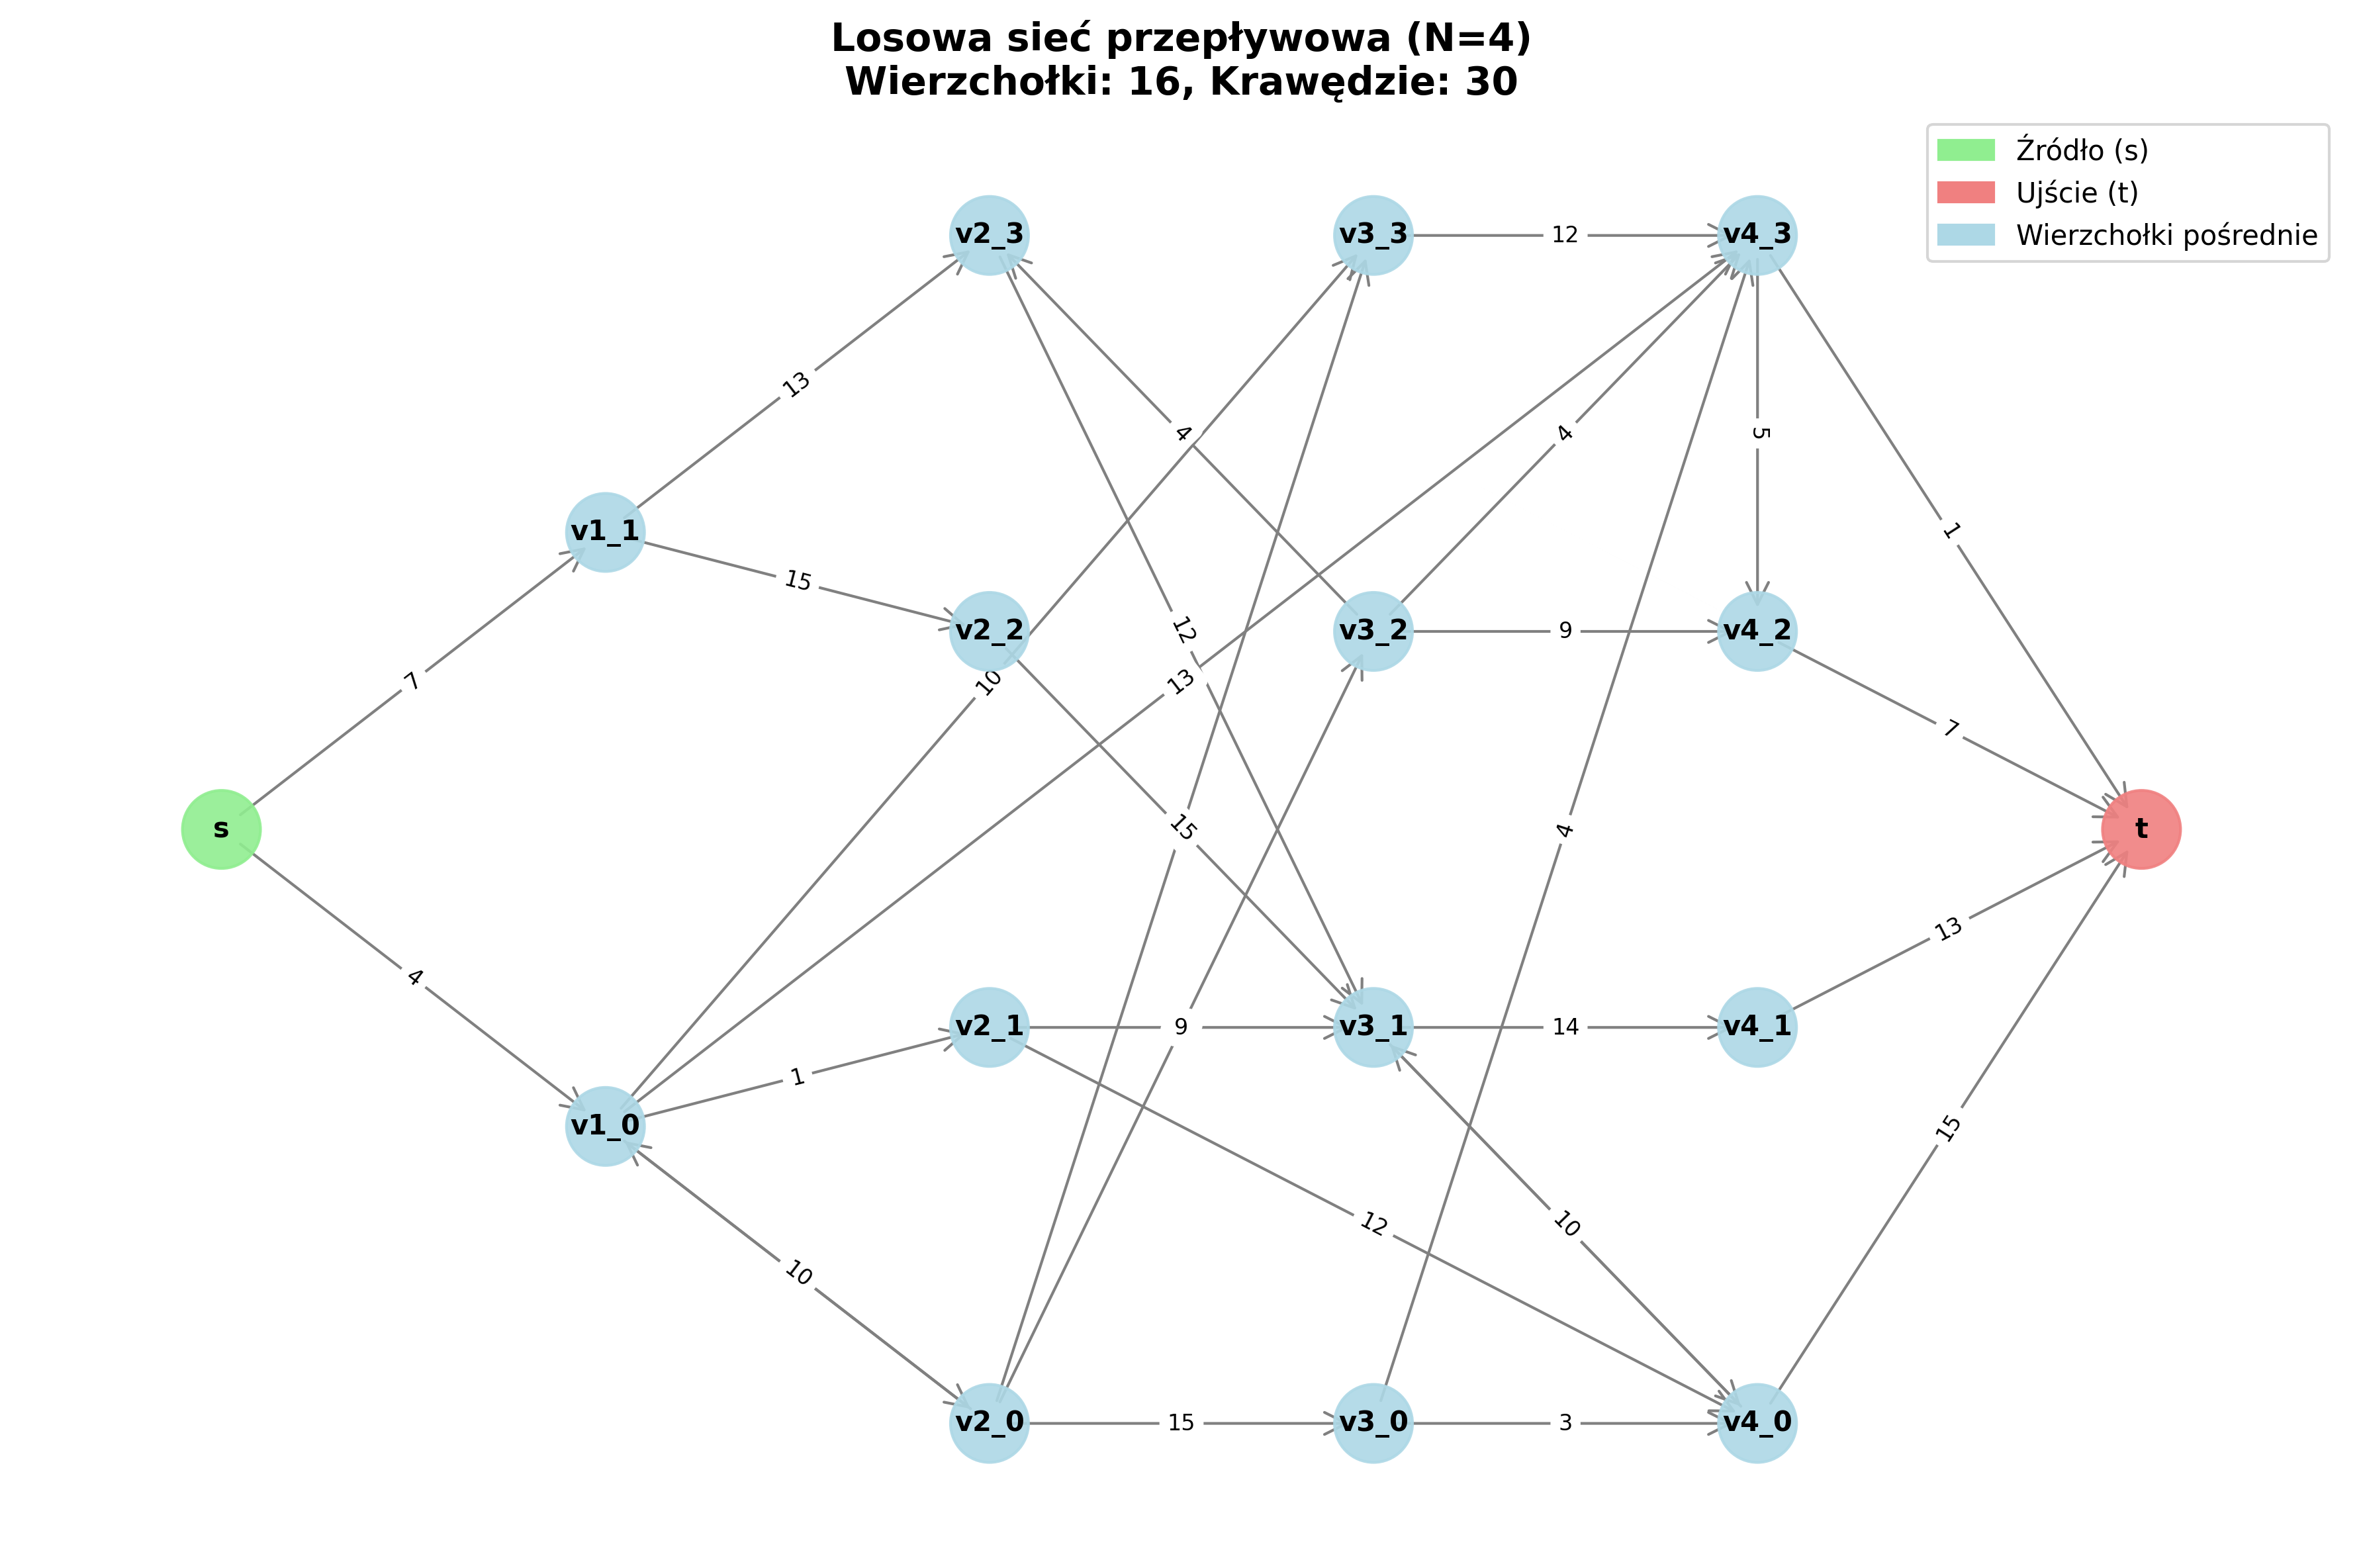 Losowa sieć przepływowa (N=4)
Wierzchołki: 16, Krawędzie: 30
Źródło (s)
Ujście (t)
Wierzchołki pośrednie
v2_3
v3_3
12
v4_3
13
4
4
5
v1_1
1
15
v2_2
12
v3_2
9
v4_2
7
10
13
7
s
15
4
t
4
13
v2_1
9
v3_1
14
v4_1
1
v1_0
15
12
10
10
v2_0
15
v3_0
3
v4_0